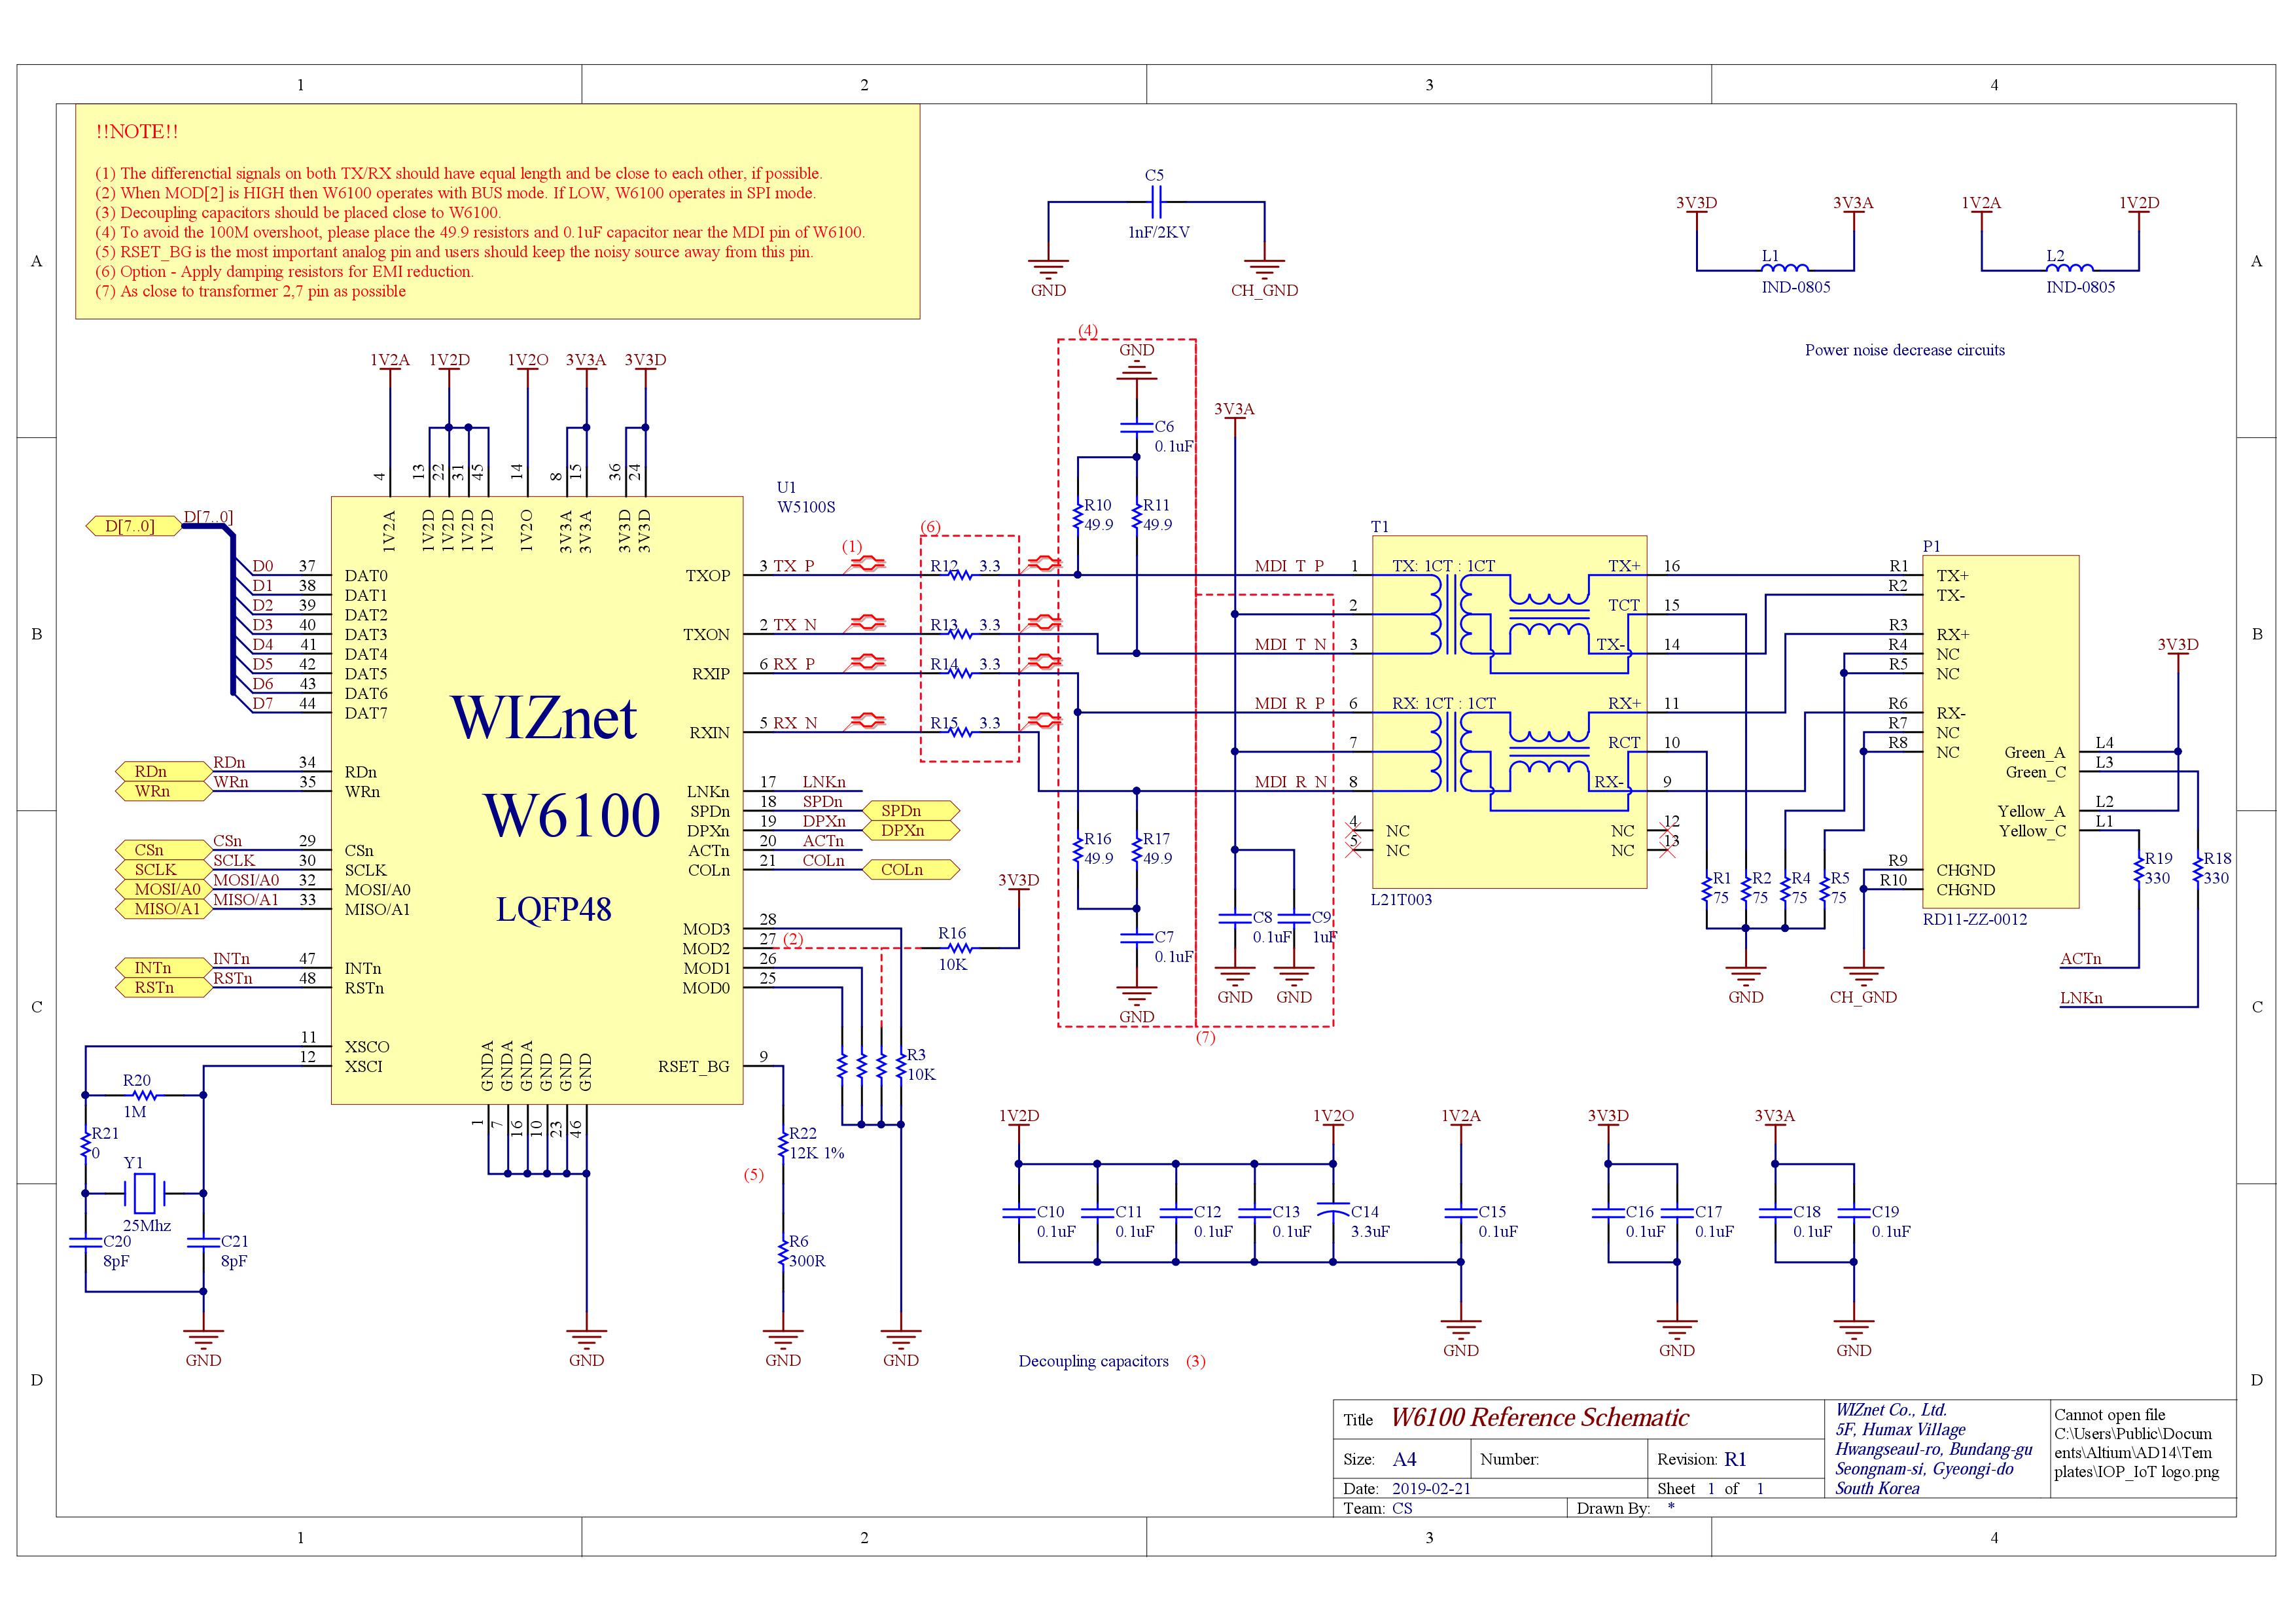 1 2 3 4
A
B
C
D
A
B
C
D
!!NOTE!!
(1) The differenctial signals on both TX/RX should have equal length and be close to each other, if possible.
(2) When MOD[2] is HIGH then W6100 operates with BUS mode. If LOW, W6100 operates in SPI mode.
(3) Decoupling capacitors should be placed close to W6100.
(4) To avoid the 100M overshoot, please place the 49.9 resistors and 0.1uF capacitor near the MDI pin of W6100.
(5) RSET_BG is the most important analog pin and users should keep the noisy source away from this pin.
(6) Option - Apply damping resistors for EMI reduction.
(7) As close to transformer 2,7 pin as possible
C5
1nF/2KV
GND
CH_GND
3V3D 3V3A
L1
IND-0805
1V2A 1V2D
L2
IND-0805
Power noise decrease circuits
1V2A 1V2D 1V2O 3V3A 3V3D
4 13 22 31 45 14 8 15 36 24
1V2A 1V2D 1V2D 1V2D 1V2D 1V2O 3V3A 3V3A 3V3D 3V3D
U1
W5100S
WIZnet
W6100
LQFP48
D[7..0] D[7..0]
D0 37 DAT0
D1 38 DAT1
D2 39 DAT2
D3 40 DAT3
D4 41 DAT4
D5 42 DAT5
D6 43 DAT6
D7 44 DAT7
RDn RDn 34 RDn
WRn WRn 35 WRn
CSn CSn 29 CSn
SCLK SCLK 30 SCLK
MOSI/A0 MOSI/A0 32 MOSI/A0
MISO/A1 MISO/A1 33 MISO/A1
INTn INTn 47 INTn
RSTn RSTn 48 RSTn
11 XSCO
12 XSCI
GNDA GNDA GNDA GND GND GND
1 7 16 10 23 46
GND
R20
1M
R21
0
Y1
25Mhz
C20
8pF
C21
8pF
GND
TXOP 3 TX_P (1)
TXON 2 TX_N
RXIP 6 RX_P
RXIN 5 RX_N
LNKn 17 LNKn
SPDn 18 SPDn SPDn
DPXn 19 DPXn DPXn
ACTn 20 ACTn
COLn 21 COLn COLn
MOD3 28
MOD2 27 (2)
MOD1 26
MOD0 25
RSET_BG 9
R16
10K
3V3D
R3
10K
GND
R22
12K 1%
(5)
R6
300R
GND
(6)
R12 3.3
R13 3.3
R14 3.3
R15 3.3
(4)
GND
C6
0.1uF
R10
49.9
R11
49.9
R16
49.9
R17
49.9
C7
0.1uF
GND
3V3A
C8
0.1uF
C9
1uF
GND GND
(7)
MDI_T_P 1
2
MDI_T_N 3
MDI_R_P 6
7
MDI_R_N 8
4 NC
5 NC
T1
TX: 1CT : 1CT TX+ 16
TCT 15
TX- 14
RX: 1CT : 1CT RX+ 11
RCT 10
RX- 9
NC 12
NC 13
L21T003
R1
75
R2
75
R4
75
R5
75
GND
P1
R1 TX+
R2 TX-
R3 RX+
R4 NC
R5 NC
R6 RX-
R7 NC
R8 NC
R9 CHGND
R10 CHGND
Green_A L4
Green_C L3
Yellow_A L2
Yellow_C L1
RD11-ZZ-0012
CH_GND
3V3D
R19
330
R18
330
ACTn
LNKn
1V2D 1V2O 1V2A 3V3D 3V3A
C10
0.1uF
C11
0.1uF
C12
0.1uF
C13
0.1uF
C14
3.3uF
C15
0.1uF
C16
0.1uF
C17
0.1uF
C18
0.1uF
C19
0.1uF
GND GND GND
Decoupling capacitors (3)
Title W6100 Reference Schematic
Size: A4 Number: Revision: R1
Date: 2019-02-21 Sheet 1 of 1
Team: CS Drawn By: *
WIZnet Co., Ltd.
5F, Humax Village
Hwangseaul-ro, Bundang-gu
Seongnam-si, Gyeongi-do
South Korea
Cannot open file
C:\Users\Public\Docum
ents\Altium\AD14\Tem
plates\IOP_IoT logo.png
1 2 3 4